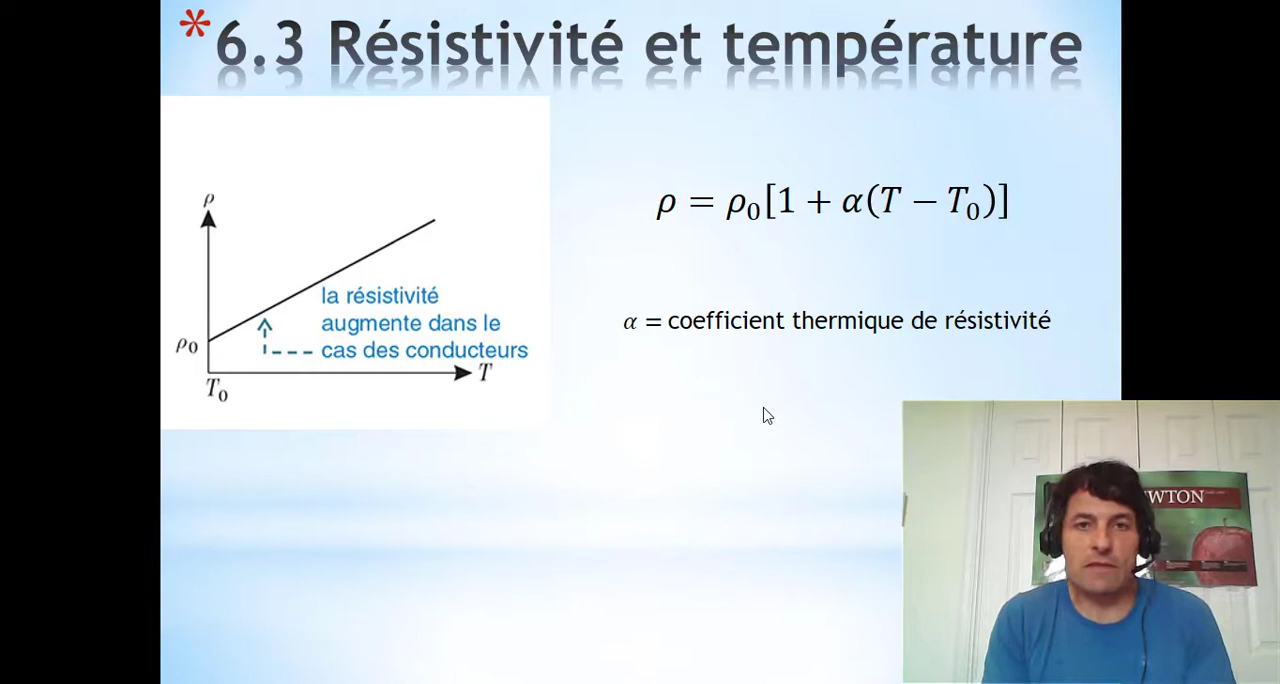 *6.3 Résistivité et température
ρ
ρ = ρ₀[1 + α(T − T₀)]
la résistivité
augmente dans le
cas des conducteurs
ρ₀
T
T₀
α = coefficient thermique de résistivité
WTON